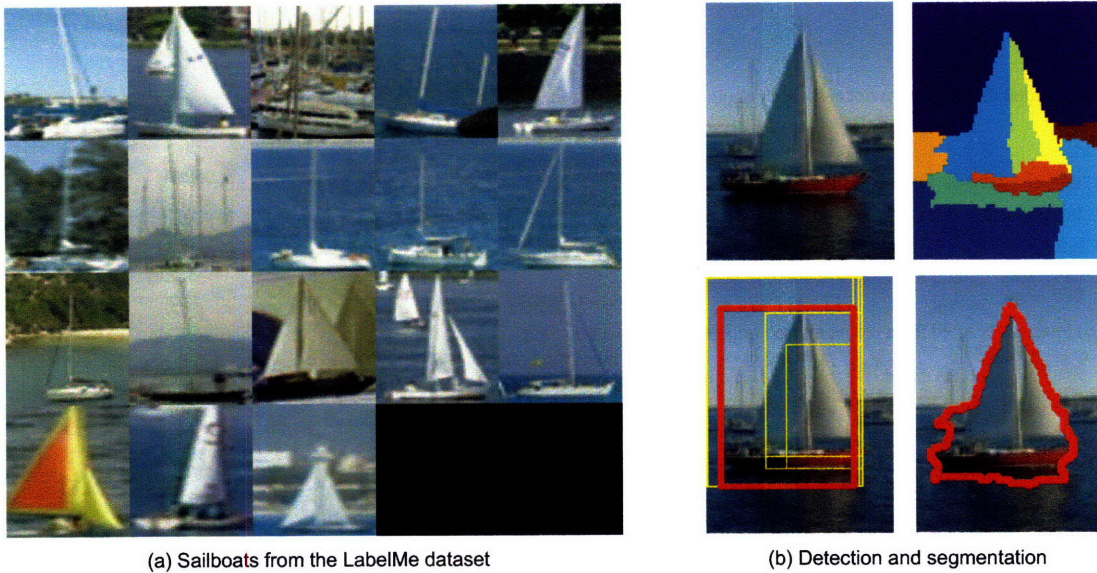 (a) Sailboats from the LabelMe dataset
(b) Detection and segmentation